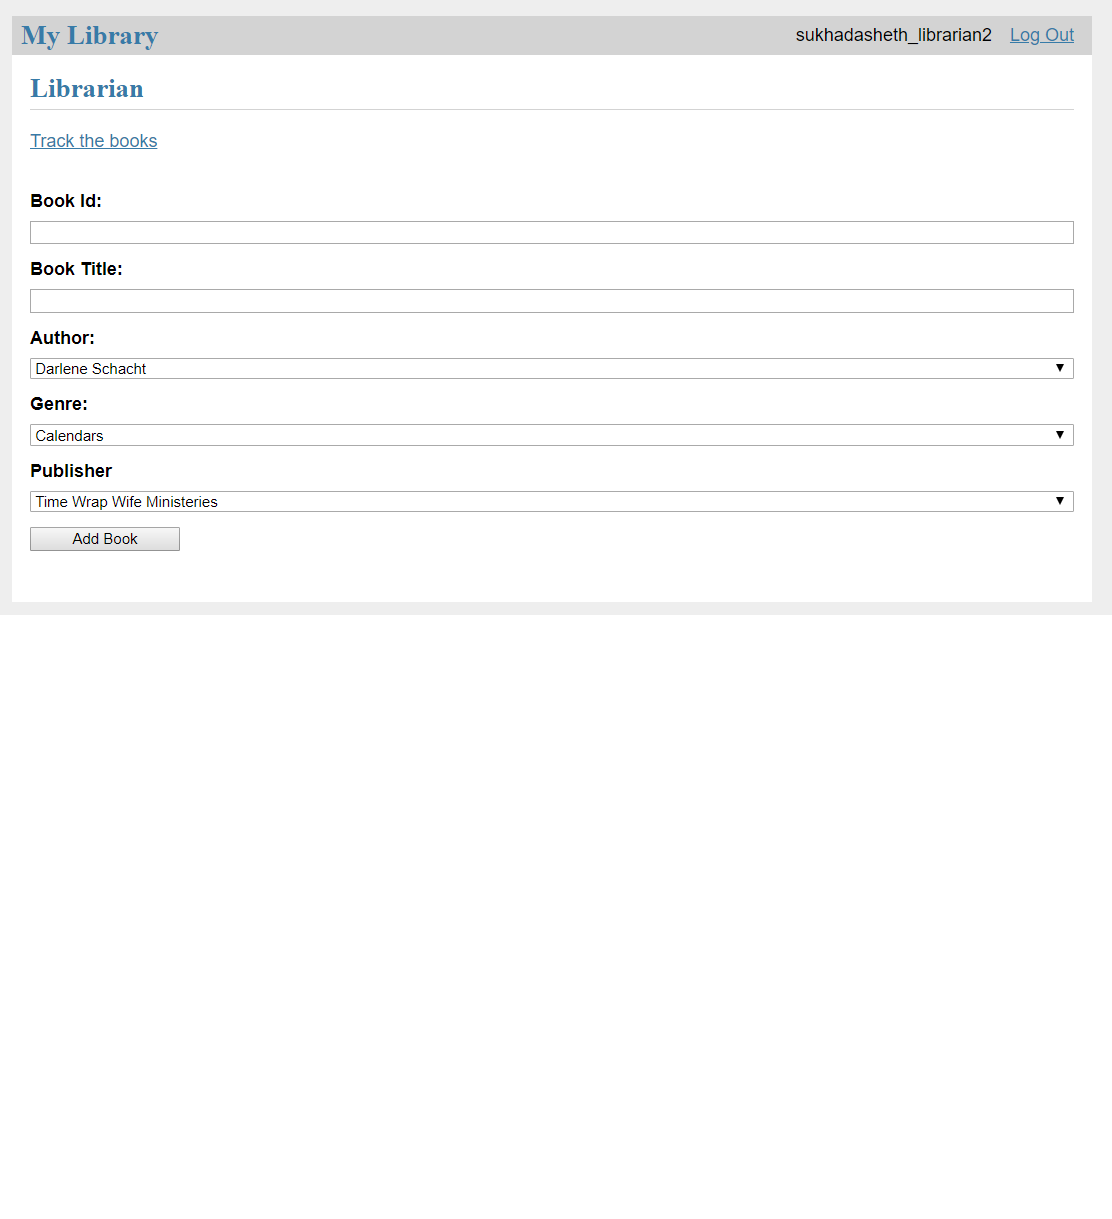 My Library
sukhadasheth_librarian2 Log Out
Librarian
Track the books
Book Id:
Book Title:
Author:
Darlene Schacht
Genre:
Calendars
Publisher
Time Wrap Wife Ministeries
Add Book